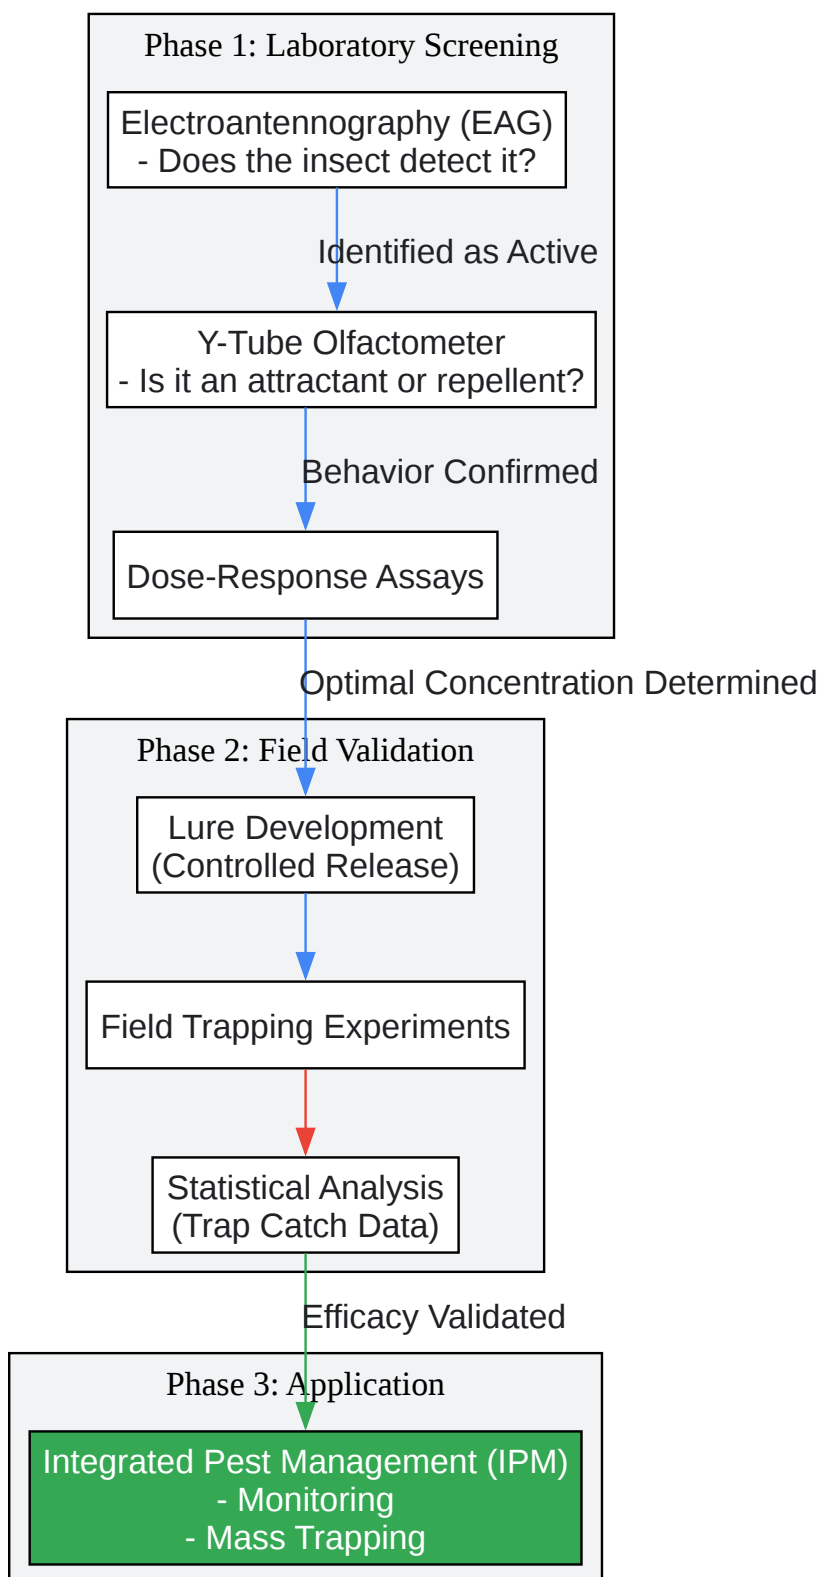 Phase 1: Laboratory Screening
Electroantennography (EAG)
- Does the insect detect it?
Identified as Active
Y-Tube Olfactometer
- Is it an attractant or repellent?
Behavior Confirmed
Dose-Response Assays
Optimal Concentration Determined
Phase 2: Field Validation
Lure Development
(Controlled Release)
Field Trapping Experiments
Statistical Analysis
(Trap Catch Data)
Efficacy Validated
Phase 3: Application
Integrated Pest Management (IPM)
- Monitoring
- Mass Trapping